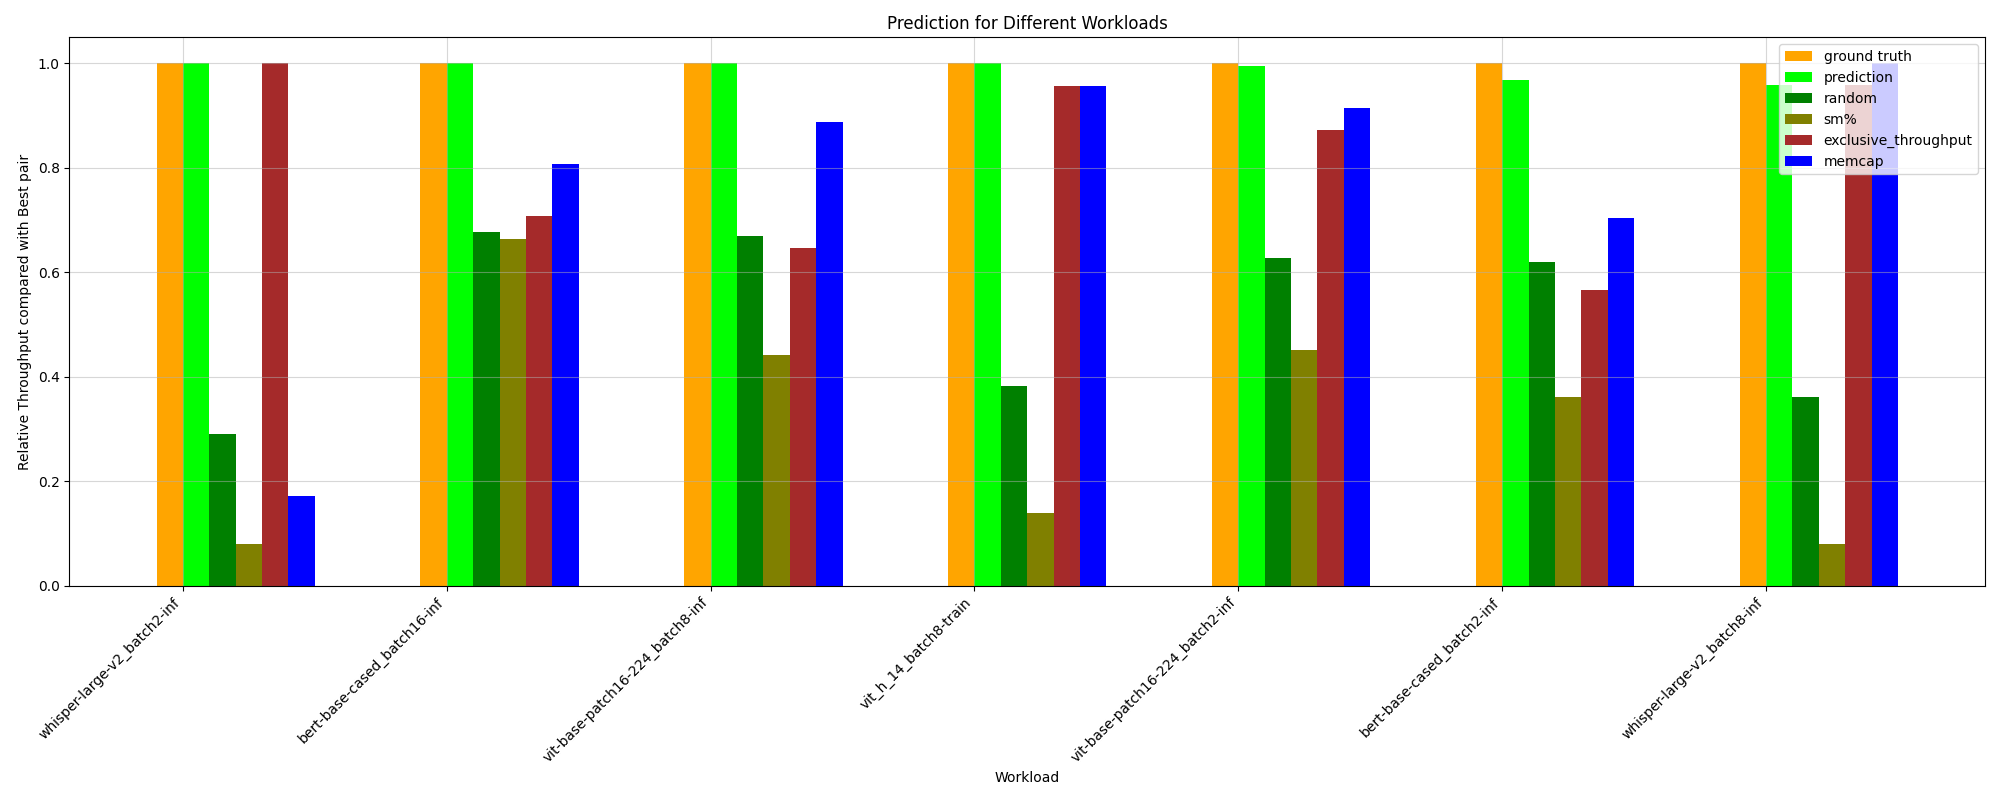 Prediction for Different Workloads
Relative Throughput compared with Best pair
1.0
0.8
0.6
0.4
0.2
0.0
ground truth
prediction
random
sm%
exclusive_throughput
memcap
whisper-large-v2_batch2-inf
bert-base-cased_batch16-inf
vit-base-patch16-224_batch8-inf
vit_h_14_batch8-train
vit-base-patch16-224_batch2-inf
bert-base-cased_batch2-inf
whisper-large-v2_batch8-inf
Workload